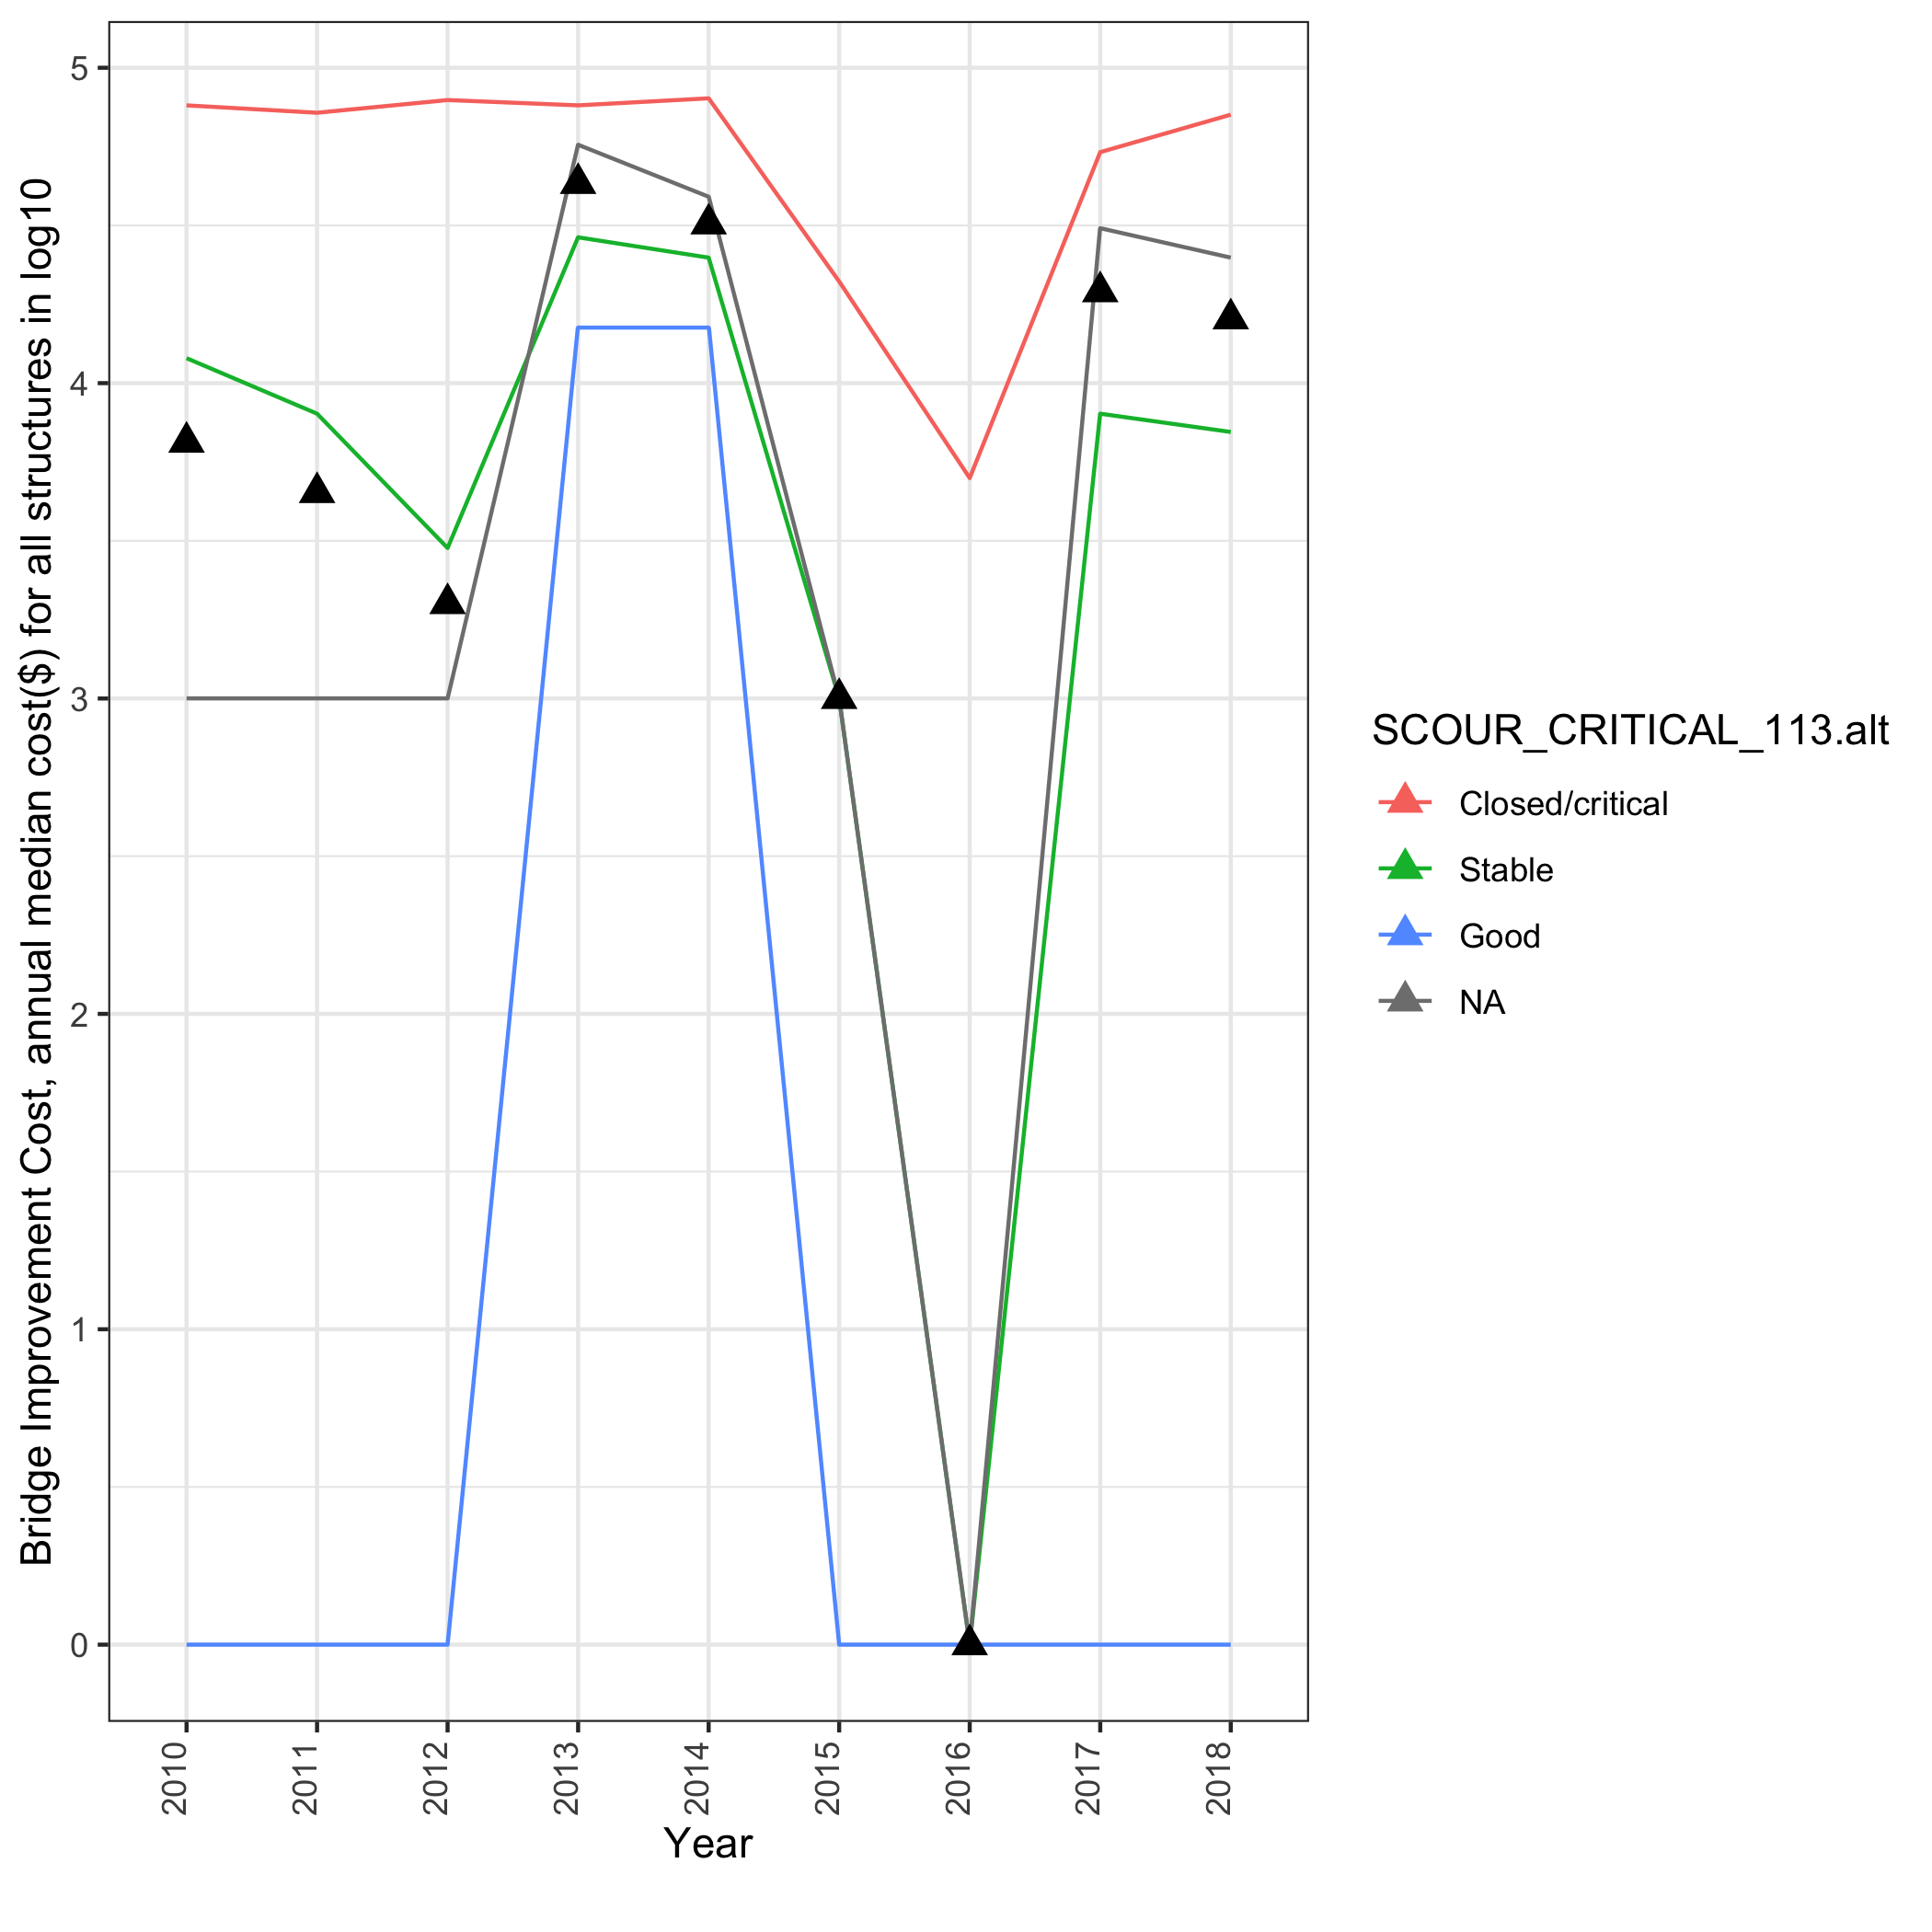 Bridge Improvement Cost, annual median cost($) for all structures in log10
5
4
3
2
1
0
2010
2011
2012
2013
2014
2015
2016
2017
2018
Year
SCOUR_CRITICAL_113.alt
Closed/critical
Stable
Good
NA